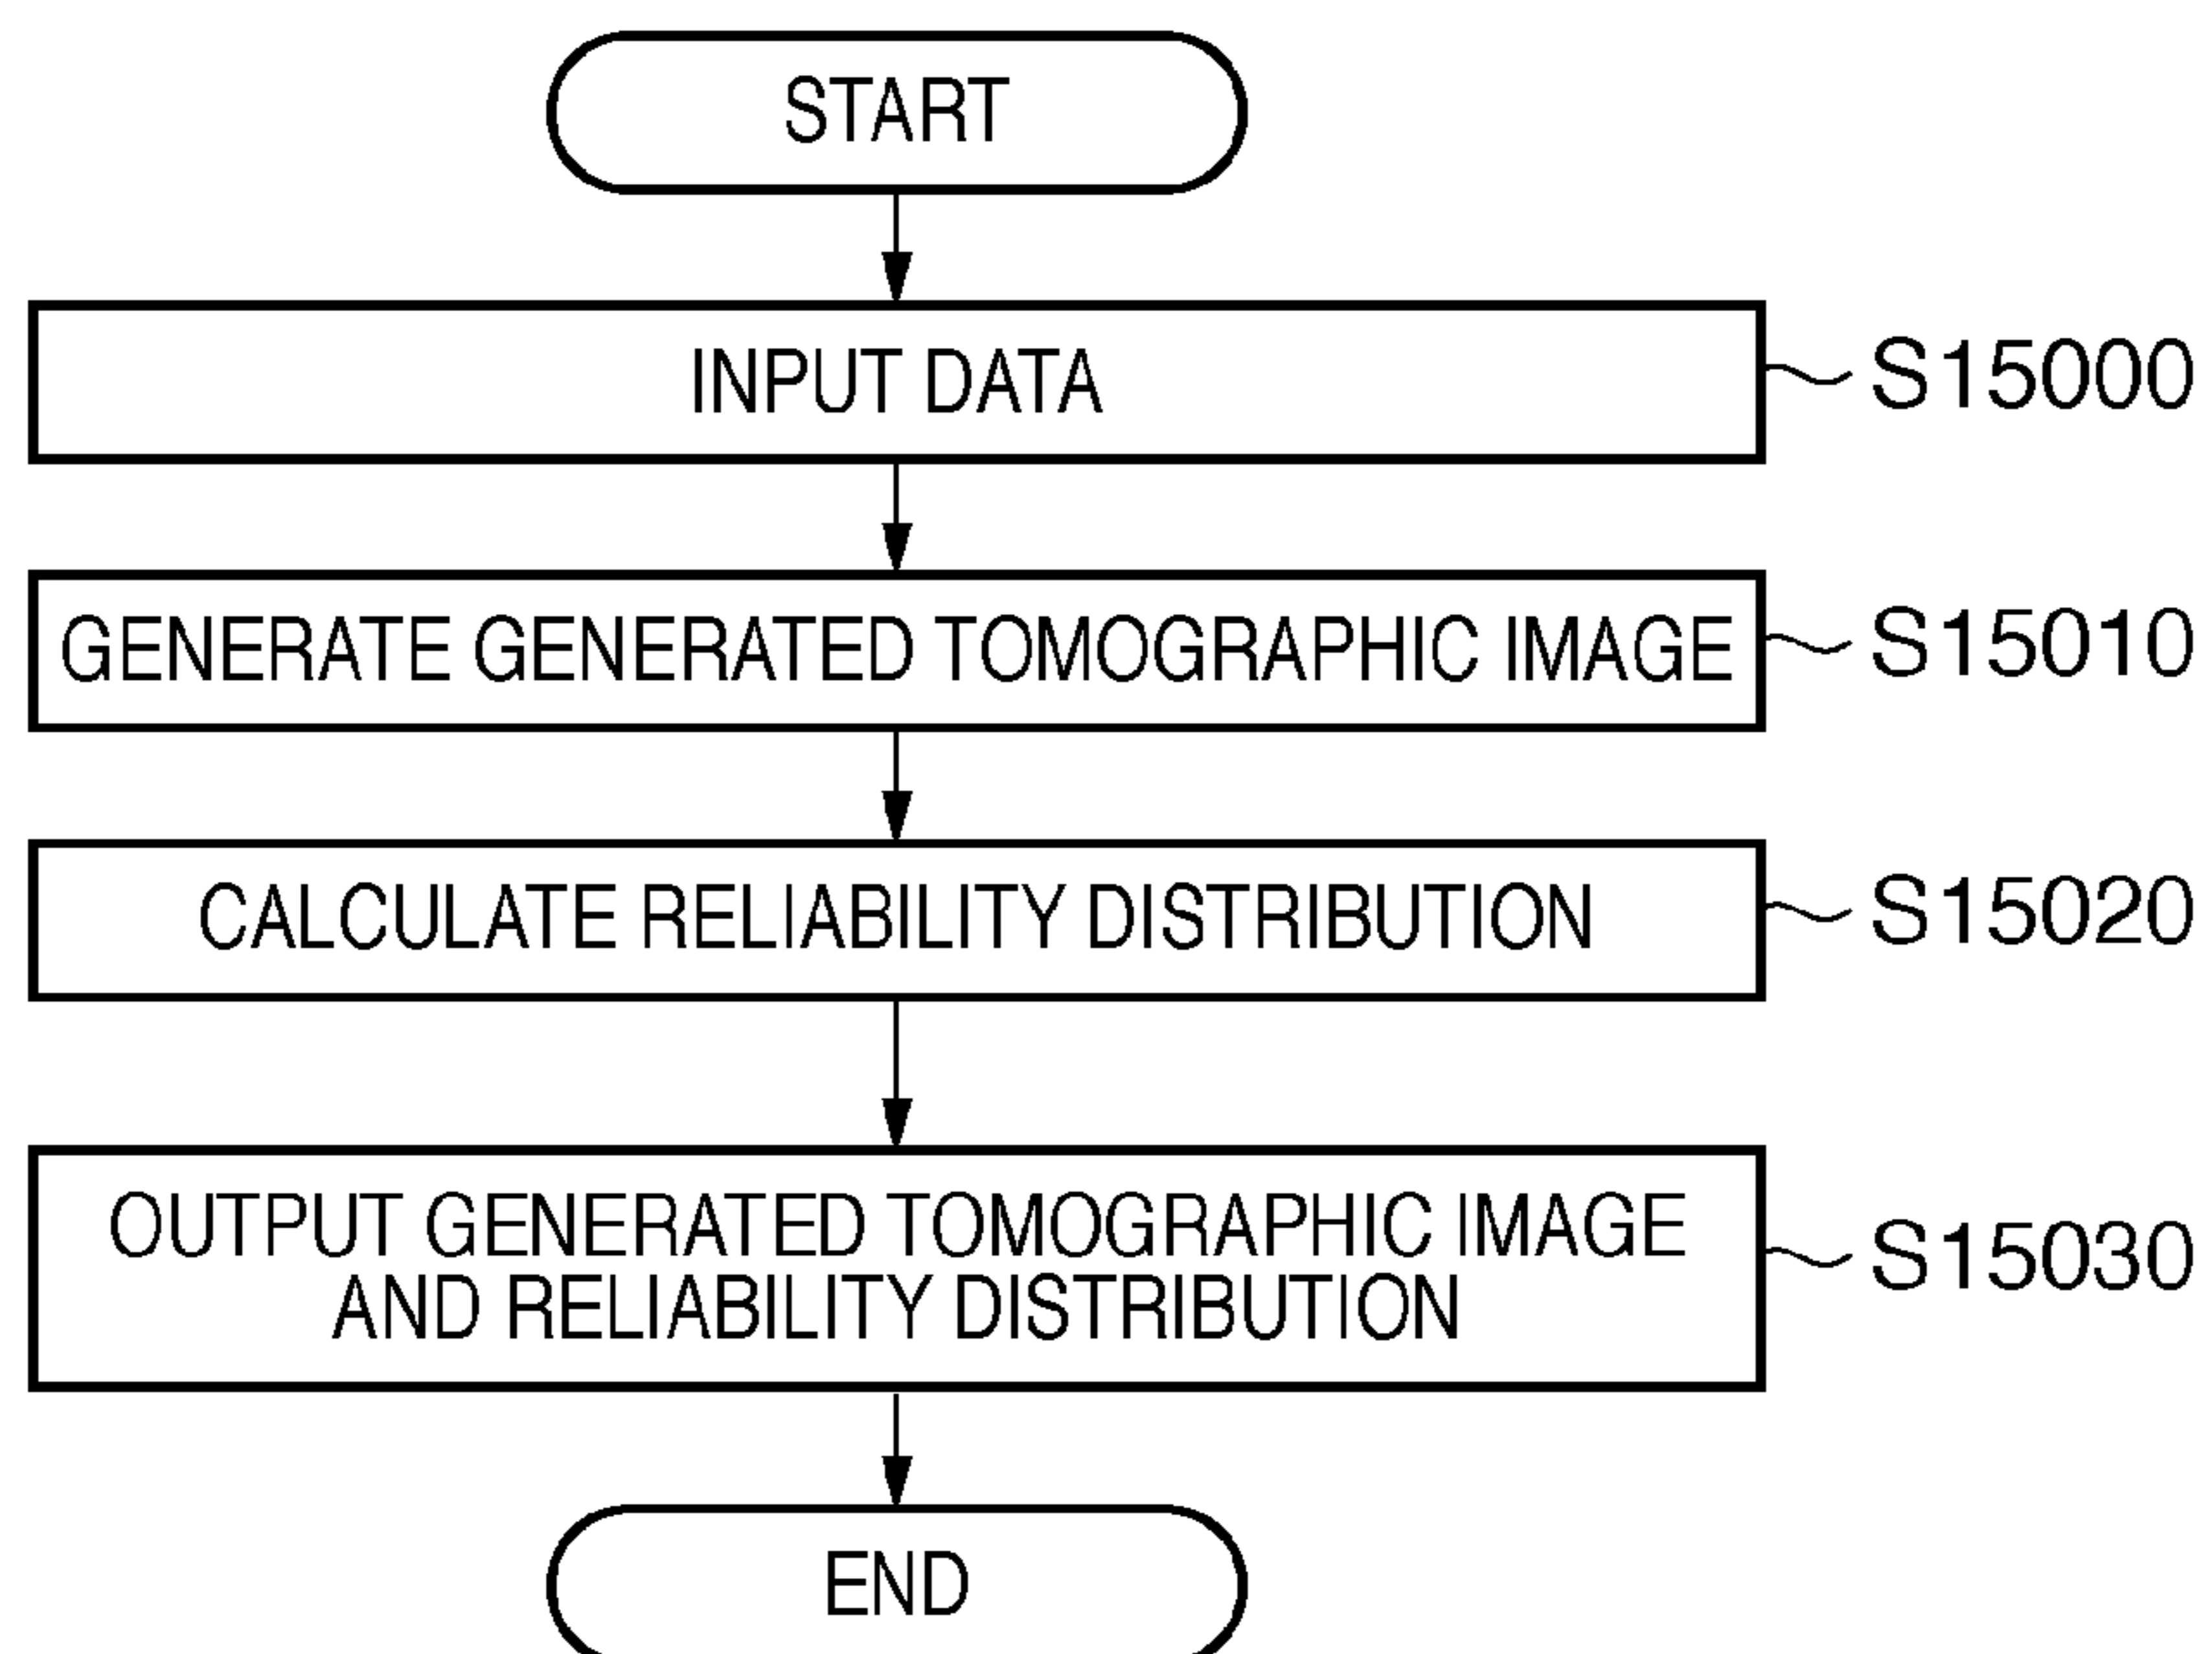 START
INPUT DATA
S15000
GENERATE GENERATED TOMOGRAPHIC IMAGE
S15010
CALCULATE RELIABILITY DISTRIBUTION
S15020
OUTPUT GENERATED TOMOGRAPHIC IMAGE
AND RELIABILITY DISTRIBUTION
S15030
END